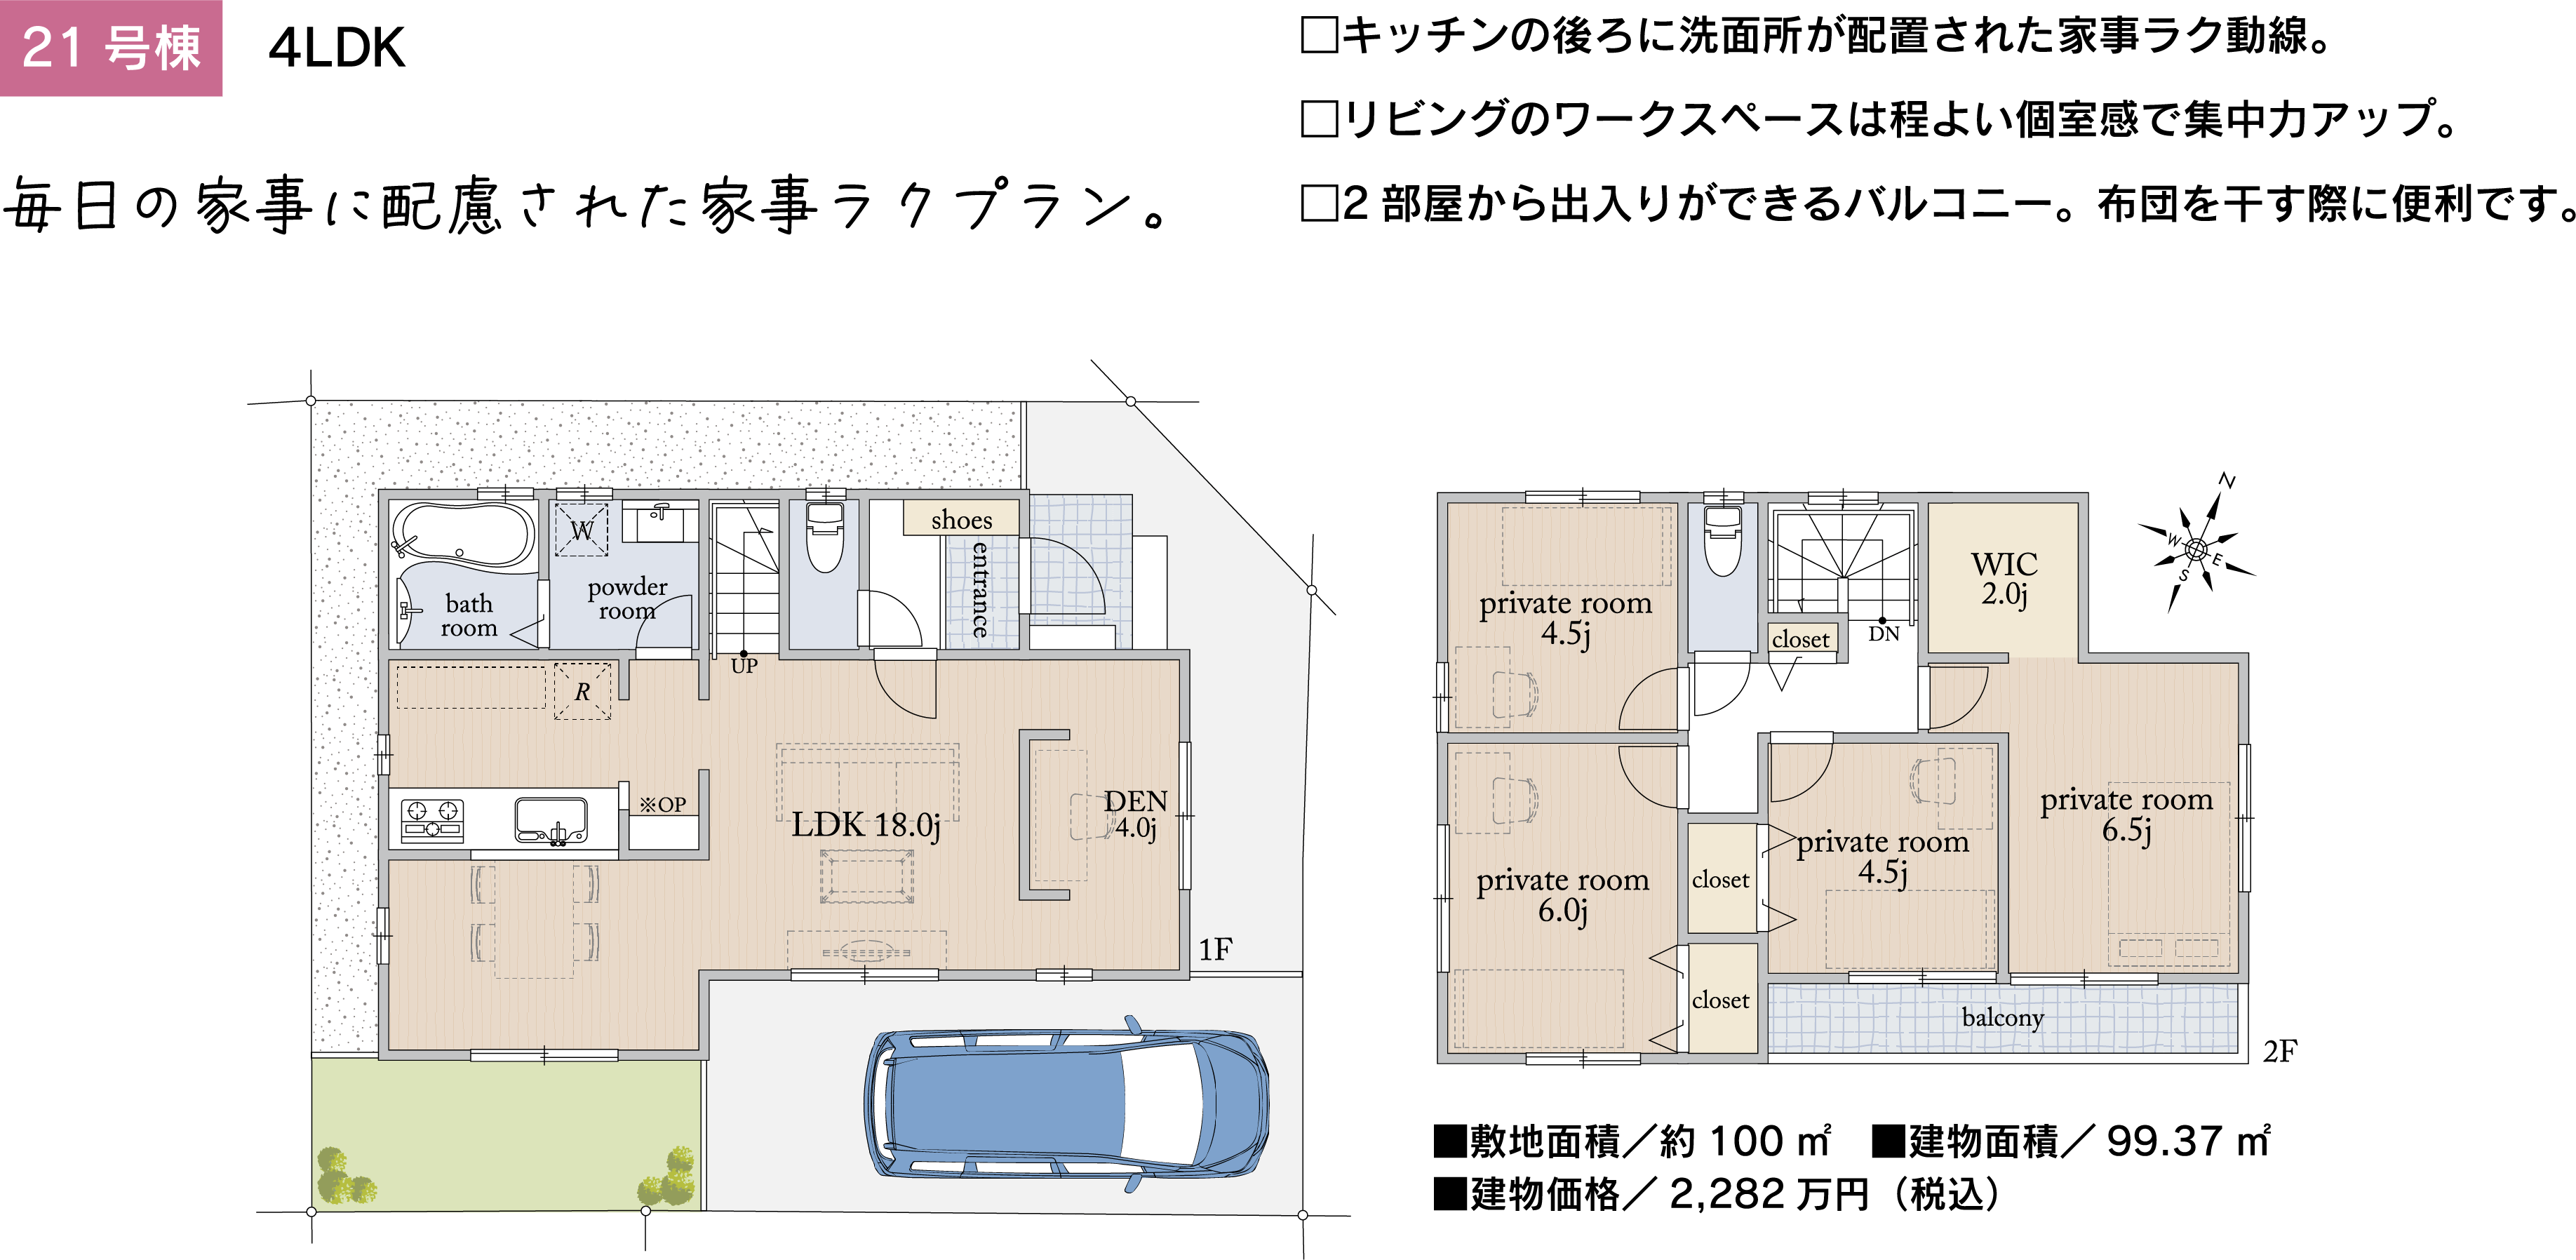 21 号棟
4LDK
毎日の家事に配慮された家事ラクプラン。
□キッチンの後ろに洗面所が配置された家事ラク動線。
□リビングのワークスペースは程よい個室感で集中力アップ。
□2 部屋から出入りができるバルコニー。布団を干す際に便利です。
W
shoes
entrance
powder
room
bath
room
UP
R
※OP
LDK 18.0j
DEN
4.0j
1F
private room
4.5j
closet
DN
WIC
2.0j
N
W
E
S
private room
6.0j
closet
private room
4.5j
private room
6.5j
closet
balcony
2F
■敷地面積／約 100 ㎡ ■建物面積／ 99.37 ㎡
■建物価格／ 2,282 万円（税込）